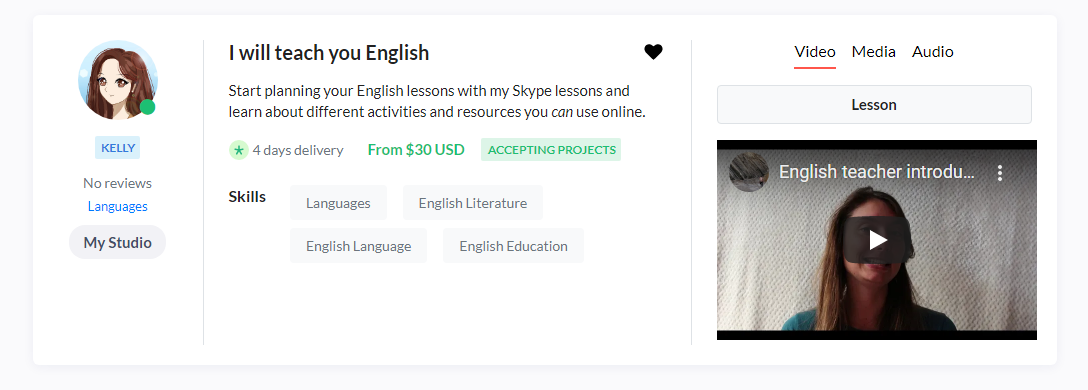 KELLY
No reviews
Languages
My Studio
I will teach you English
Start planning your English lessons with my Skype lessons and
learn about different activities and resources you can use online.
4 days delivery From $30 USD ACCEPTING PROJECTS
Skills Languages English Literature
English Language English Education
Video Media Audio
Lesson
English teacher introdu...